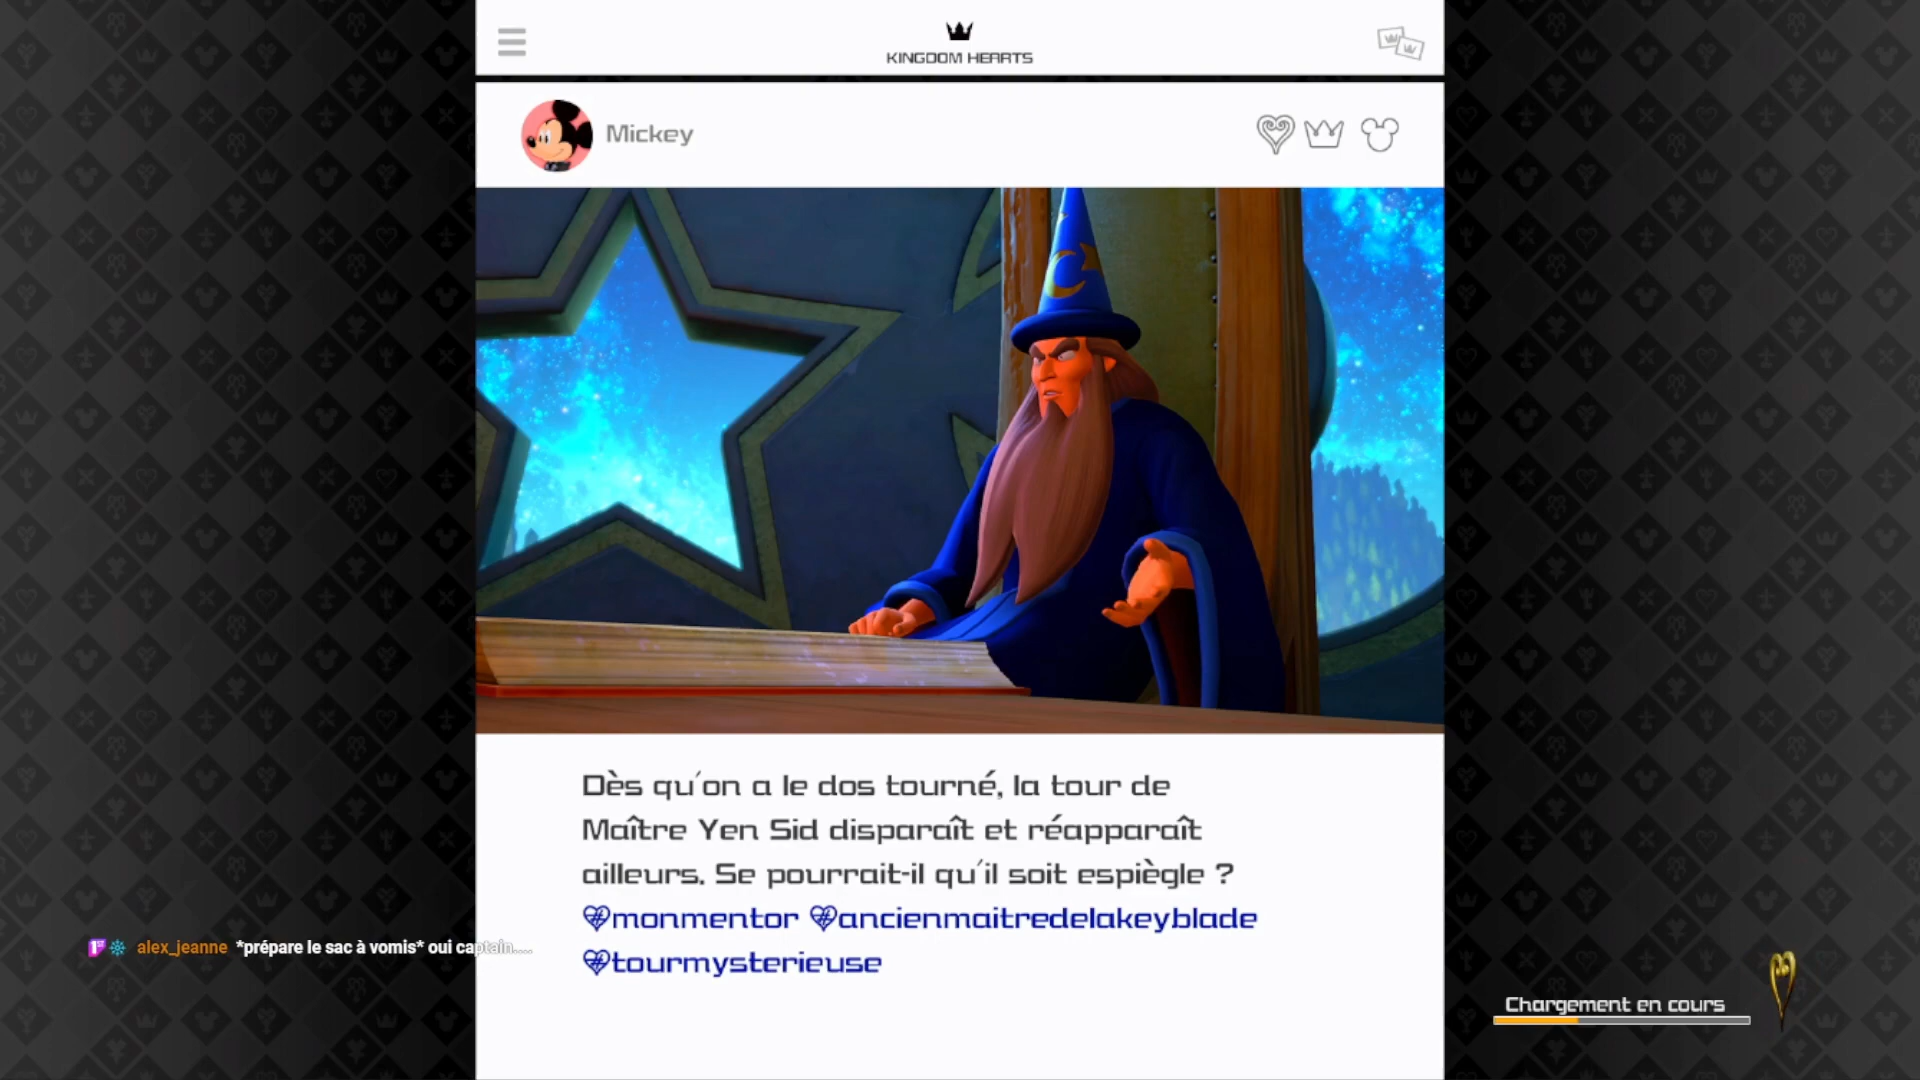 KINGDOM HEARTS
Mickey
Dès qu'on a le dos tourné, la tour de
Maître Yen Sid disparaît et réapparaît
ailleurs. Se pourrait-il qu'il soit espiègle ?
#monmentor #ancienmaitredelakeyblade
#tourmysterieuse
alex_jeanne *prépare le sac à vomis* oui captain....
Chargement en cours